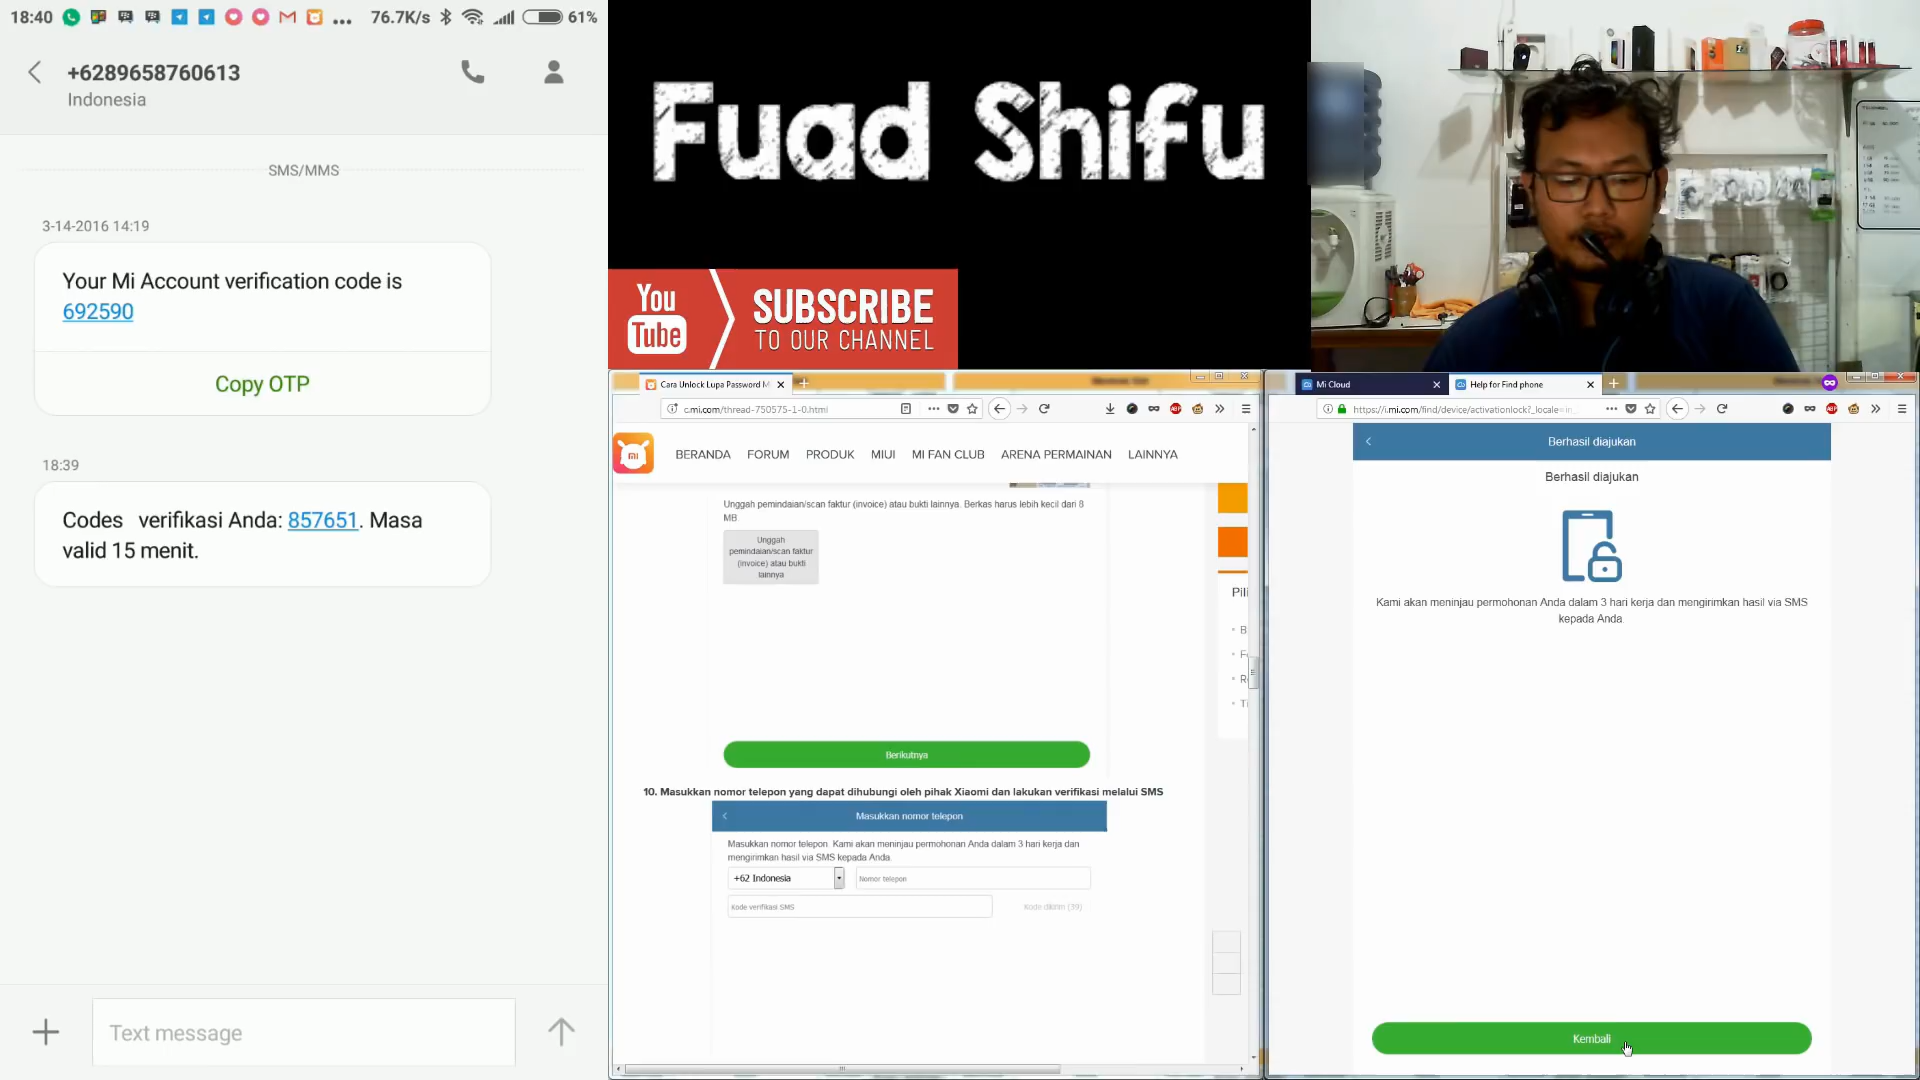 18:40
76.7K/s
61%
+6289658760613
Indonesia
SMS/MMS
3-14-2016 14:19
Your Mi Account verification code is
692590
Copy OTP
18:39
Codes verifikasi Anda: 857651. Masa
valid 15 menit.
Text message
Fuad Shifu
You
Tube
SUBSCRIBE
TO OUR CHANNEL
Cara Unlock Lupa Password M
c.mi.com/thread-750575-1-0.html
BERANDA FORUM PRODUK MIUI MI FAN CLUB ARENA PERMAINAN LAINNYA
Unggah pemindaian/scan faktur (invoice) atau bukti lainnya. Berkas harus lebih kecil dari 8
MB
Unggah
pemindaian/scan faktur
(invoice) atau bukti
lainnya
Pili
B
F
R
Ti
Berikutnya
10. Masukkan nomor telepon yang dapat dihubungi oleh pihak Xiaomi dan lakukan verifikasi melalui SMS
Masukkan nomor telepon
Masukkan nomor telepon. Kami akan meninjau permohonan Anda dalam 3 hari kerja dan
mengirimkan hasil via SMS kepada Anda.
+62 Indonesia
Nomor telepon
Kode verifikasi SMS
Kode dikirim (39)
Mi Cloud
Help for Find phone
https://i.mi.com/find/device/activationlock?_locale=in...
Berhasil diajukan
Berhasil diajukan
Kami akan meninjau permohonan Anda dalam 3 hari kerja dan mengirimkan hasil via SMS
kepada Anda.
Kembali